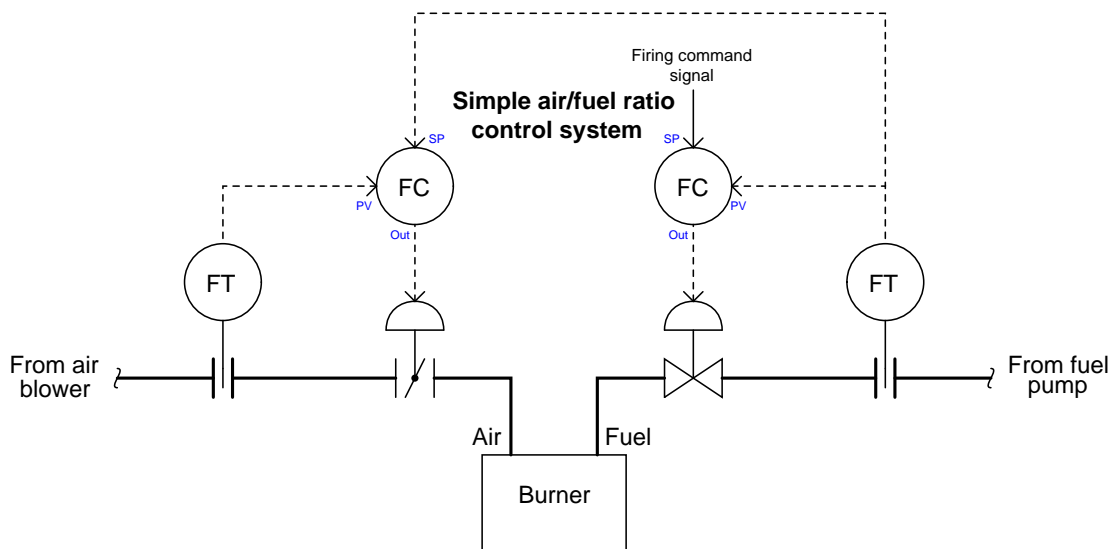 Firing command
signal
Simple air/fuel ratio
control system
SP
SP
FC
FC
PV
PV
Out
Out
FT
FT
From air
blower
From fuel
pump
Air
Fuel
Burner